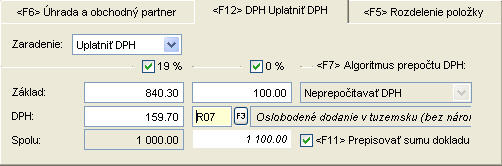 <F6> Úhrada a obchodný partner <F12> DPH Uplatniť DPH <F5> Rozdelenie položky
Zaradenie: Uplatniť DPH
19 % 0 % <F7> Algoritmus prepočtu DPH:
Základ: 840.30 100.00 Neprepočítavať DPH
DPH: 159.70 R07 F3 Oslobodené dodanie v tuzemsku (bez náro
Spolu: 1 000.00 1 100.00 <F11> Prepisovať sumu dokladu